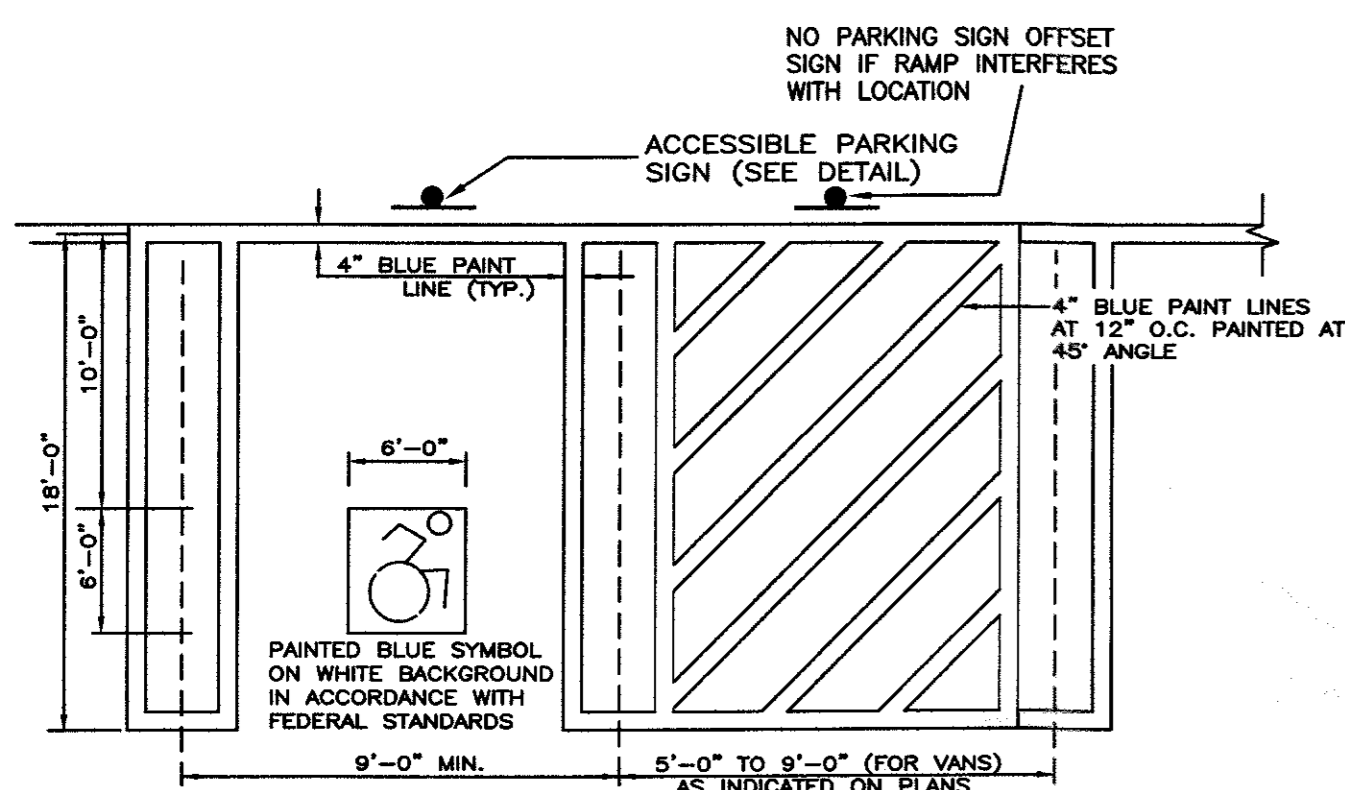 NO PARKING SIGN OFFSET
SIGN IF RAMP INTERFERES
WITH LOCATION
ACCESSIBLE PARKING
SIGN (SEE DETAIL)
4" BLUE PAINT
LINE (TYP.)
4" BLUE PAINT LINES
AT 12" O.C. PAINTED AT
45° ANGLE
10'-0"
18'-0"
6'-0"
6'-0"
PAINTED BLUE SYMBOL
ON WHITE BACKGROUND
IN ACCORDANCE WITH
FEDERAL STANDARDS
9'-0" MIN.
5'-0" TO 9'-0" (FOR VANS)
AS INDICATED ON PLANS